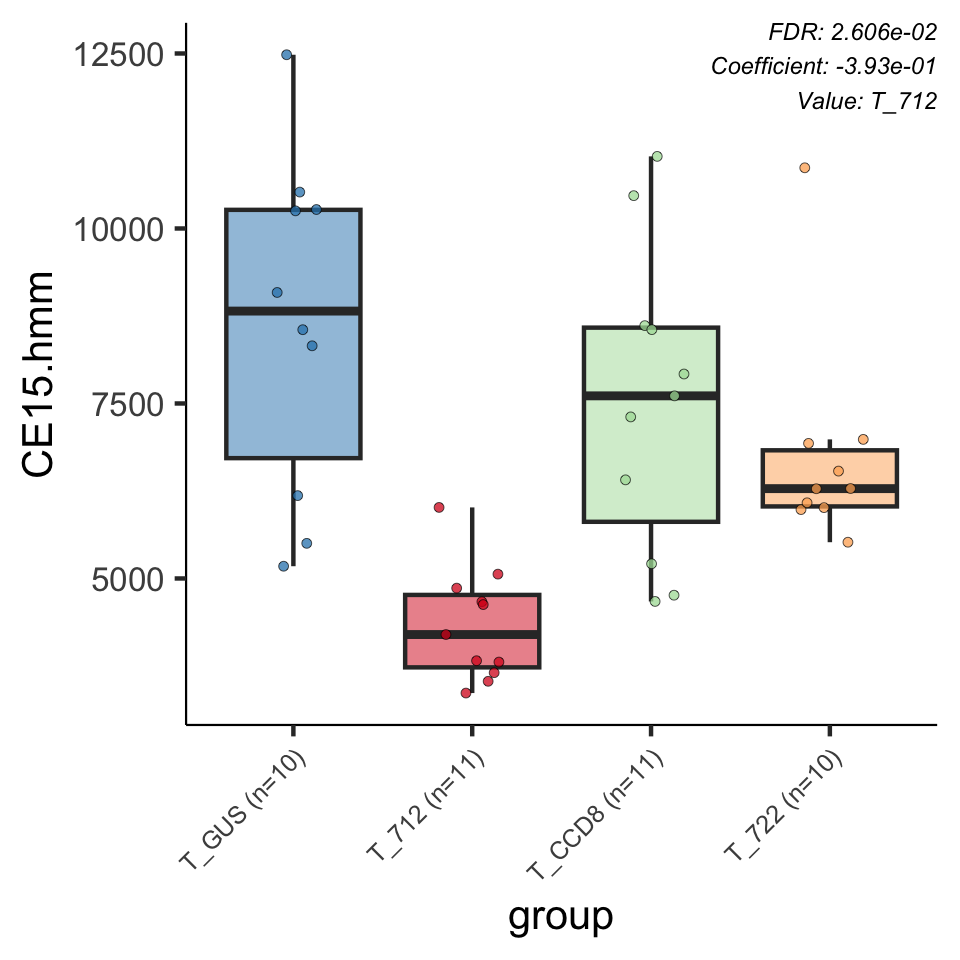 FDR: 2.606e-02
Coefficient: -3.93e-01
Value: T_712
12500
10000
7500
5000
CE15.hmm
T_GUS (n=10)
T_712 (n=11)
T_CCD8 (n=11)
T_722 (n=10)
group